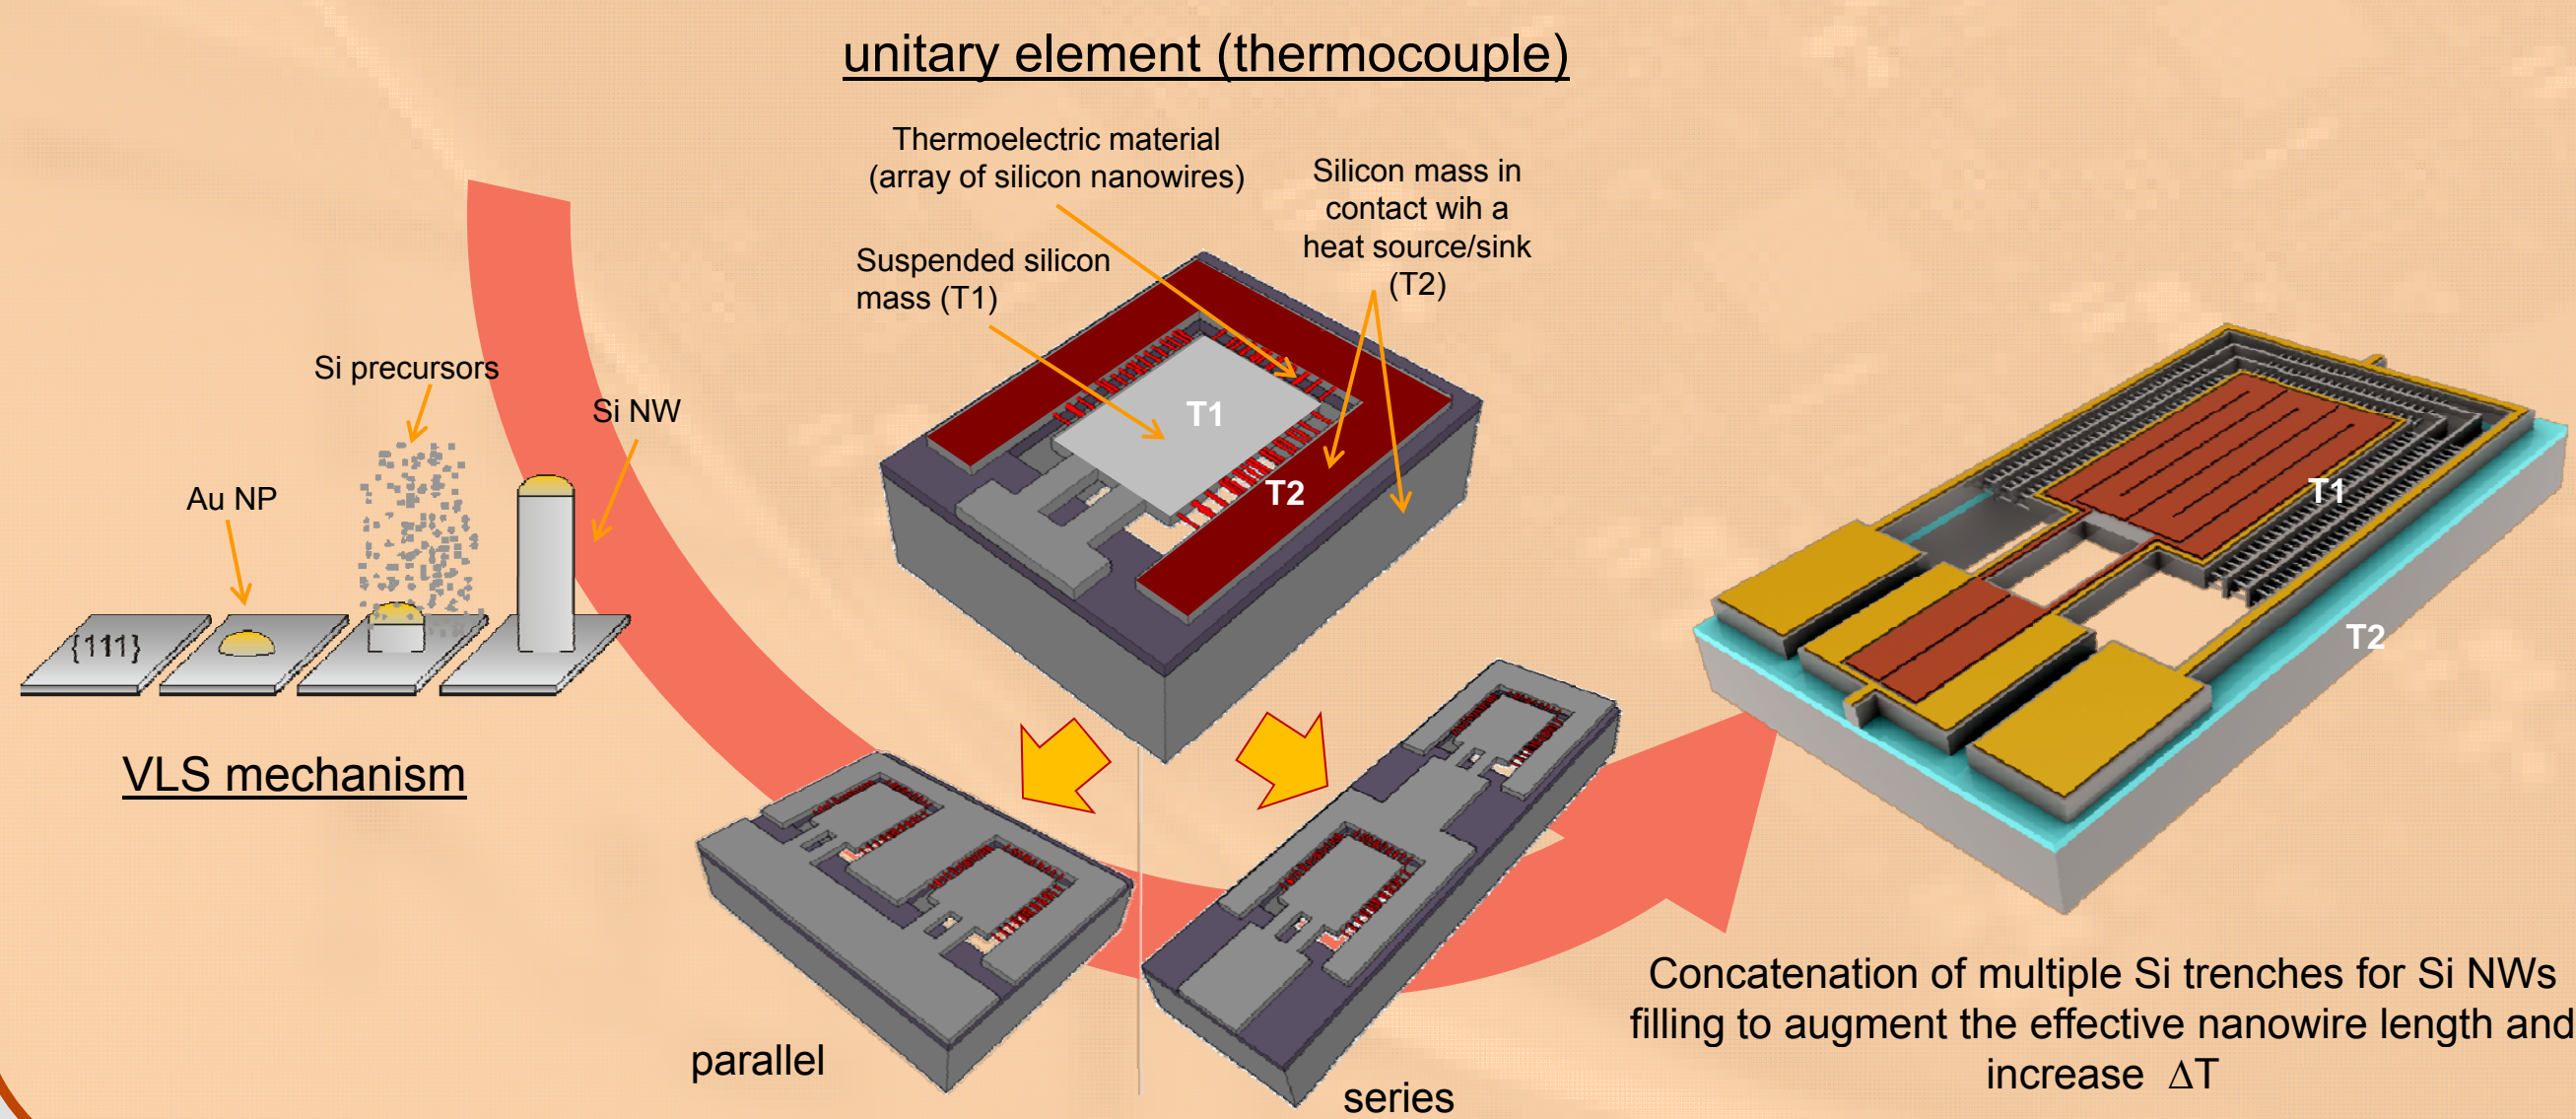 unitary element (thermocouple)
Thermoelectric material
(array of silicon nanowires)
Silicon mass in
contact wih a
heat source/sink
(T2)
Suspended silicon
mass (T1)
T1
T2
Si precursors
Si NW
Au NP
{111}
VLS mechanism
parallel
series
T1
T2
Concatenation of multiple Si trenches for Si NWs
filling to augment the effective nanowire length and
increase ΔT